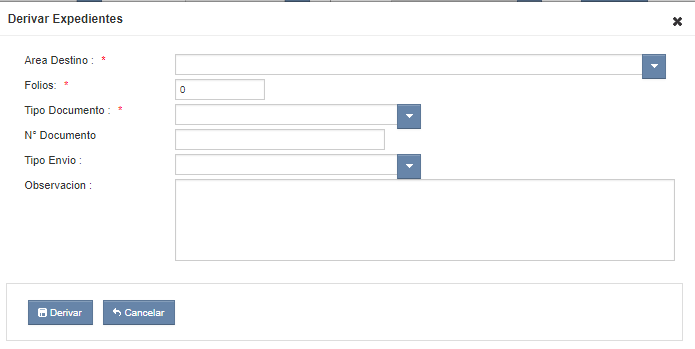 Derivar Expedientes
Area Destino : *
Folios: * 0
Tipo Documento : *
N° Documento
Tipo Envio :
Observacion :
Derivar Cancelar